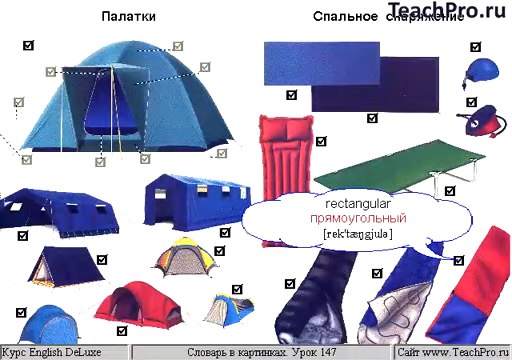 TeachPro.ru
Палатки
Спальное снаряжение
rectangular
прямоугольный
[rek'tæŋgjulə]
Курс English DeLuxe
Словарь в картинках. Урок 147
Сайт www.TeachPro.ru